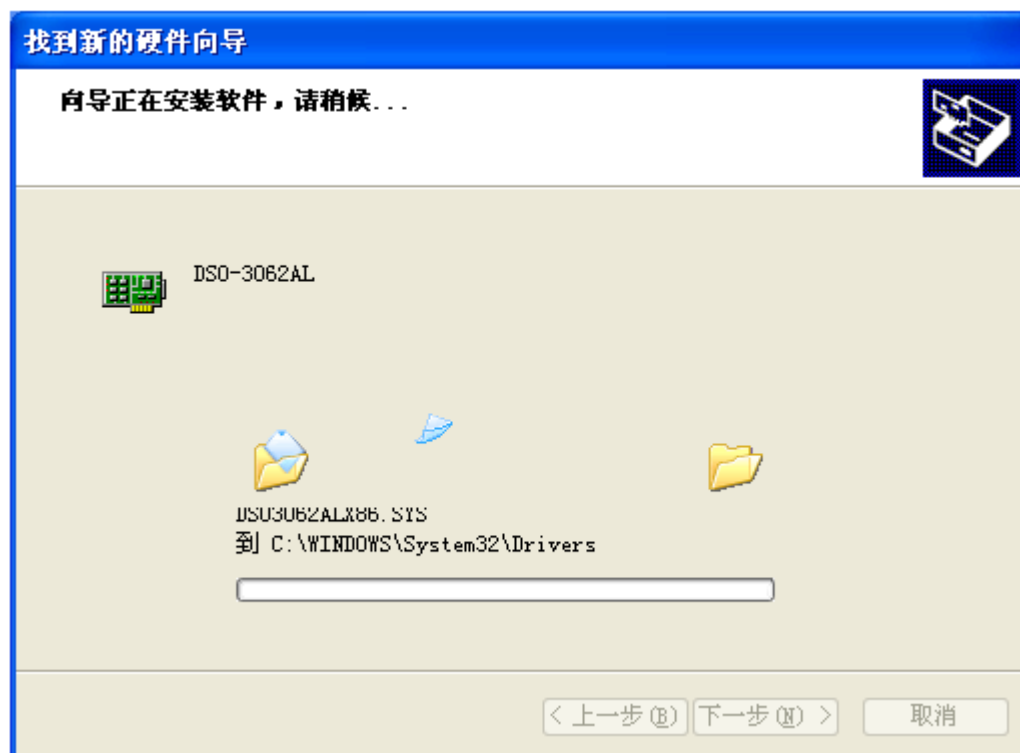 找到新的硬件向导
向导正在安装软件，请稍候...
DSO-3062AL
DSO3062ALX86.SYS
到 C:\WINDOWS\System32\Drivers
< 上一步(B) 下一步(N) > 取消